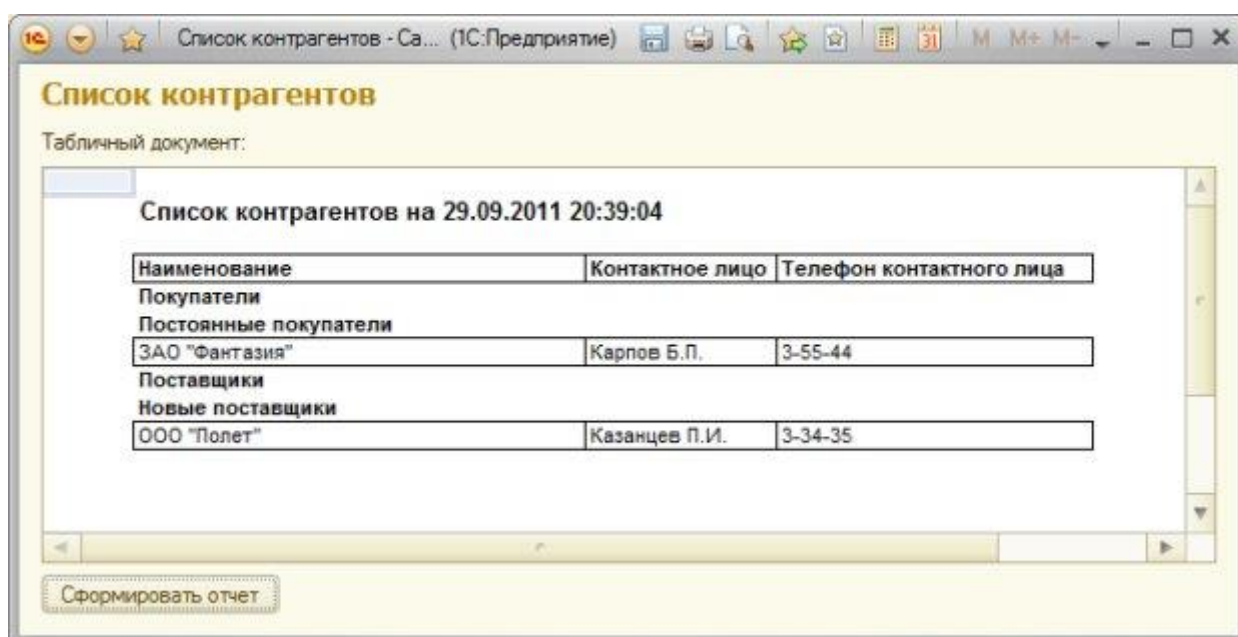 1С Список контрагентов - Са... (1С:Предприятие) 31 M M+ M-
Список контрагентов
Табличный документ:
Список контрагентов на 29.09.2011 20:39:04
Наименование Контактное лицо Телефон контактного лица
Покупатели
Постоянные покупатели
ЗАО "Фантазия" Карпов Б.П. 3-55-44
Поставщики
Новые поставщики
ООО "Полет" Казанцев П.И. 3-34-35
Сформировать отчет